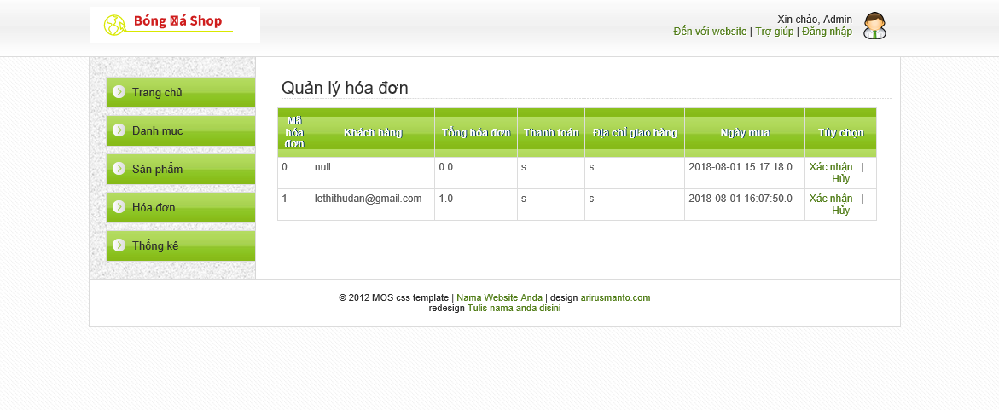 Bóng Đá Shop
Xin chảo, Admin
Đến với website | Trợ giúp | Đăng nhập
Trang chủ
Danh mục
Sản phẩm
Hóa đơn
Thống kê
Quản lý hóa đơn
Mã hóa đơn Khách hàng Tổng hóa đơn Thanh toán Địa chỉ giao hàng Ngày mua Tùy chọn
0 null 0.0 s s 2018-08-01 15:17:18.0 Xác nhận |
Hủy
1 lethithudan@gmail.com 1.0 s s 2018-08-01 16:07:50.0 Xác nhận |
Hủy
© 2012 MOS css template | Nama Website Anda | design arirusmanto.com
redesign Tulis nama anda disini